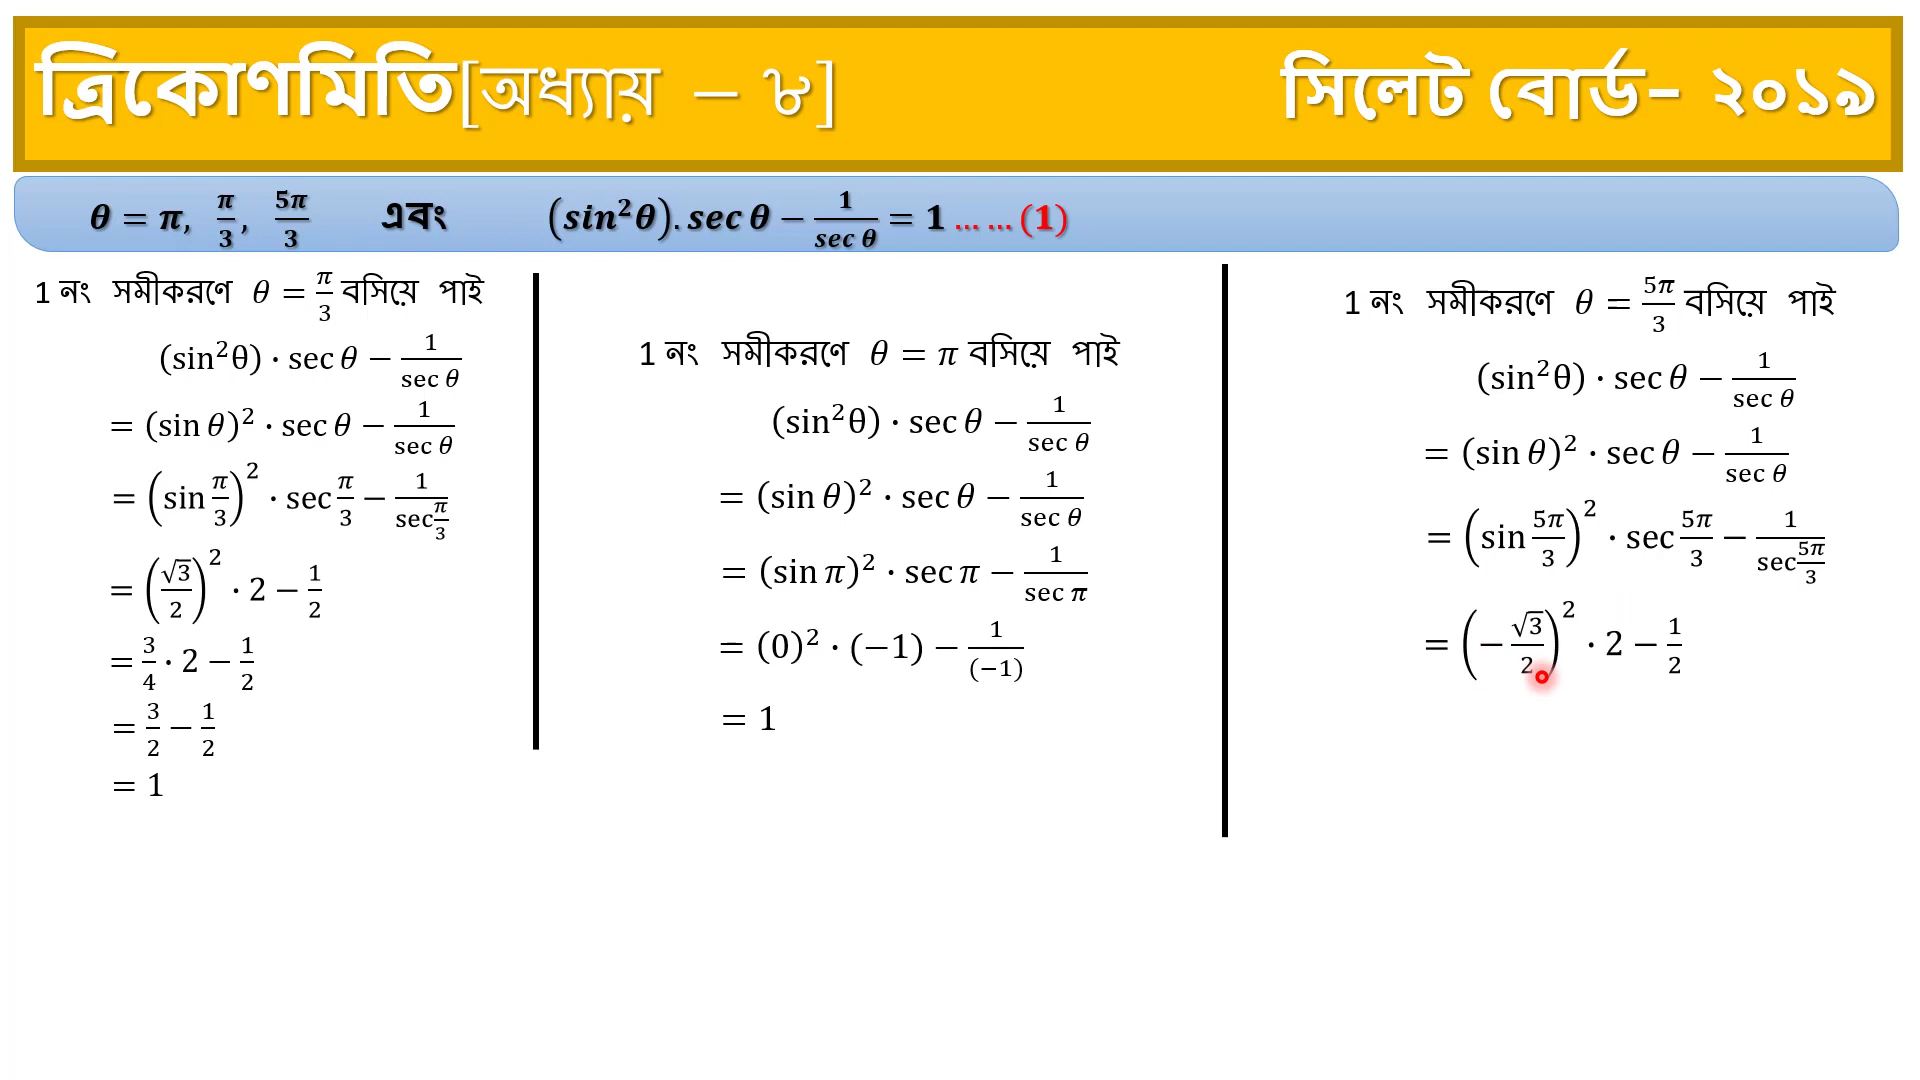 ত্রিকোণমিতি[অধ্যায় – ৮] সিলেট বোর্ড– ২০১৯
θ = π, π/3, 5π/3 এবং (sin²θ).sec θ − 1/sec θ = 1 … … (1)
1 নং সমীকরণে θ = π/3 বসিয়ে পাই
(sin²θ) · sec θ − 1/sec θ
= (sin θ)² · sec θ − 1/sec θ
= (sin π/3)² · sec π/3 − 1/sec π/3
= (√3/2)² · 2 − 1/2
= 3/4 · 2 − 1/2
= 3/2 − 1/2
= 1
1 নং সমীকরণে θ = π বসিয়ে পাই
(sin²θ) · sec θ − 1/sec θ
= (sin θ)² · sec θ − 1/sec θ
= (sin π)² · sec π − 1/sec π
= (0)² · (−1) − 1/(−1)
= 1
1 নং সমীকরণে θ = 5π/3 বসিয়ে পাই
(sin²θ) · sec θ − 1/sec θ
= (sin θ)² · sec θ − 1/sec θ
= (sin 5π/3)² · sec 5π/3 − 1/sec 5π/3
= (− √3/2)² · 2 − 1/2